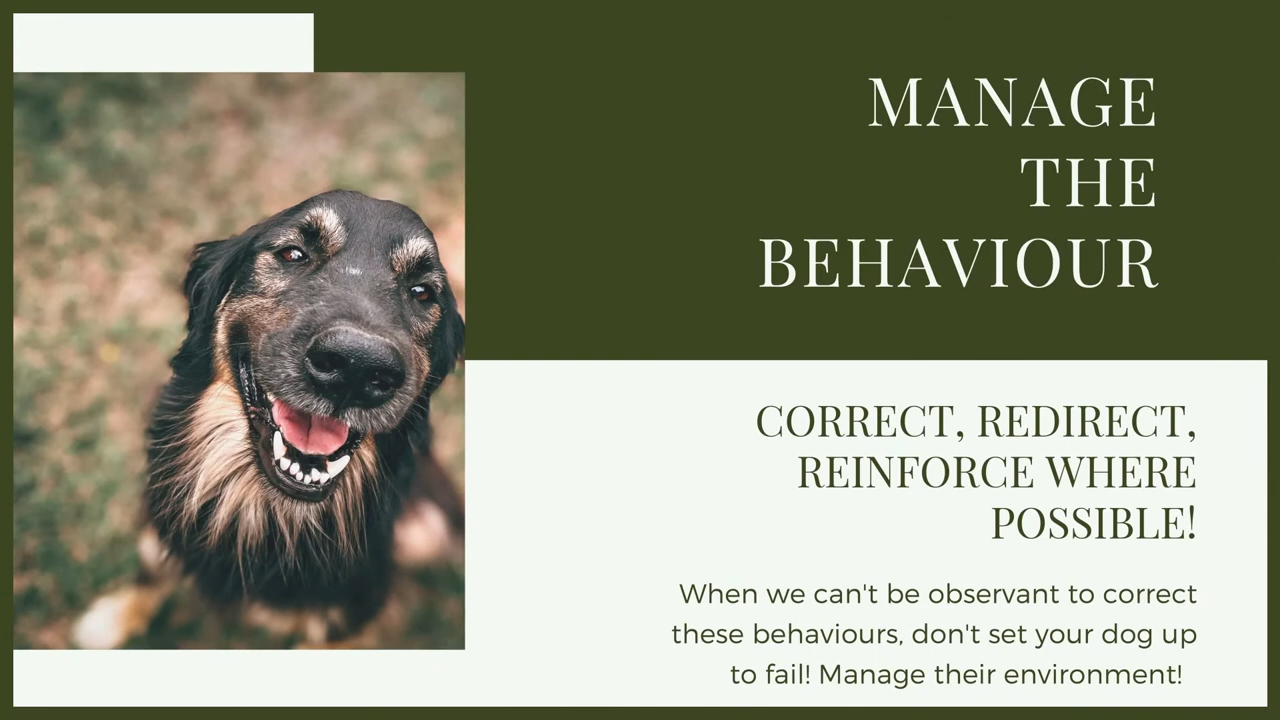 MANAGE
THE
BEHAVIOUR
CORRECT, REDIRECT,
REINFORCE WHERE
POSSIBLE!
When we can't be observant to correct
these behaviours, don't set your dog up
to fail! Manage their environment!